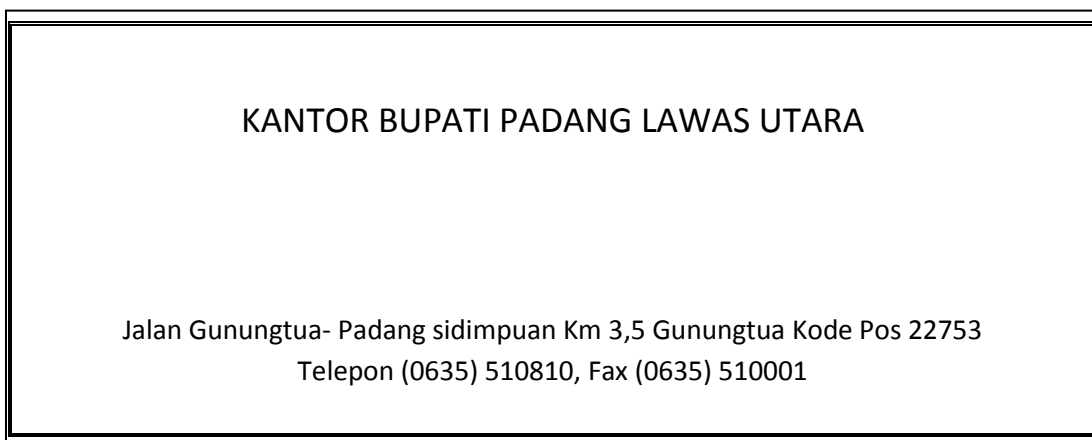 KANTOR BUPATI PADANG LAWAS UTARA
Jalan Gunungtua- Padang sidimpuan Km 3,5 Gunungtua Kode Pos 22753
Telepon (0635) 510810, Fax (0635) 510001